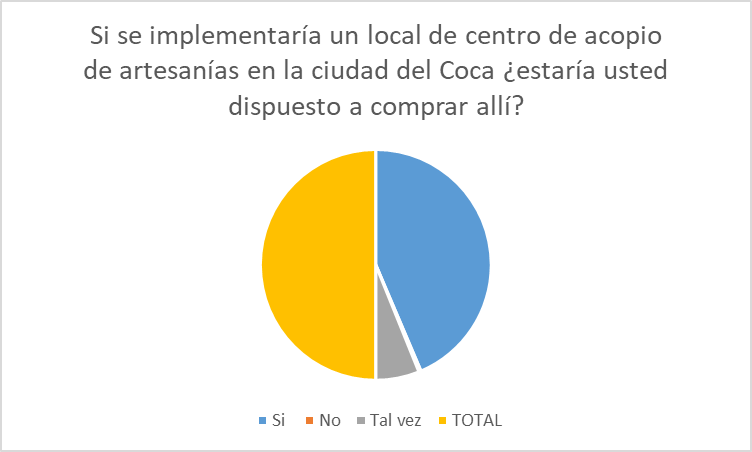 Si se implementaría un local de centro de acopio
de artesanías en la ciudad del Coca ¿estaría usted
dispuesto a comprar allí?
Si No Tal vez TOTAL